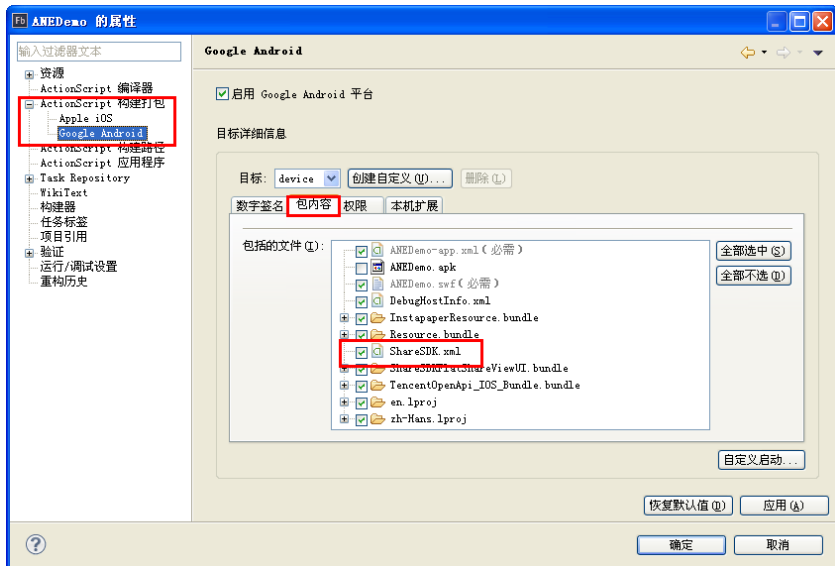 Fb ANEDemo 的属性
输入过滤器文本
资源
ActionScript 编译器
ActionScript 构建打包
Apple iOS
Google Android
ActionScript 构建路径
ActionScript 应用程序
Task Repository
WikiText
构建器
任务标签
项目引用
验证
运行/调试设置
重构历史
Google Android
启用 Google Android 平台
目标详细信息
目标: device 创建自定义(U)... 删除(L)
数字签名 包内容 权限 本机扩展
包括的文件(I):
ANEDemo-app.xml(必需)
ANEDemo.apk
ANEDemo.swf(必需)
DebugHostInfo.xml
InstapaperResource.bundle
Resource.bundle
ShareSDK.xml
ShareSDKFlatShareViewUI.bundle
TencentOpenApi_IOS_Bundle.bundle
en.lproj
zh-Hans.lproj
全部选中(S)
全部不选(D)
自定义启动...
恢复默认值(D) 应用(A)
? 确定 取消